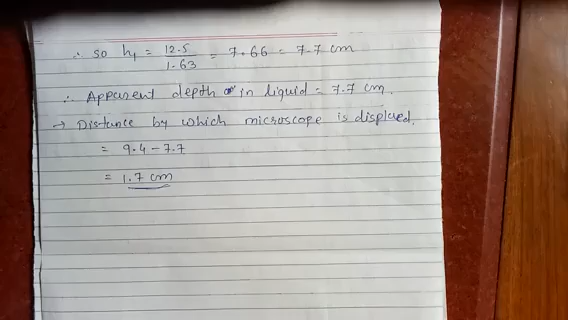 ∴ so h₁ = 12.5/1.63 = 7.66 = 7.7 cm
∴ Apparent depth in liquid = 7.7 cm.
→ Distance by which microscope is displaced.
= 9.4 - 7.7
= 1.7 cm